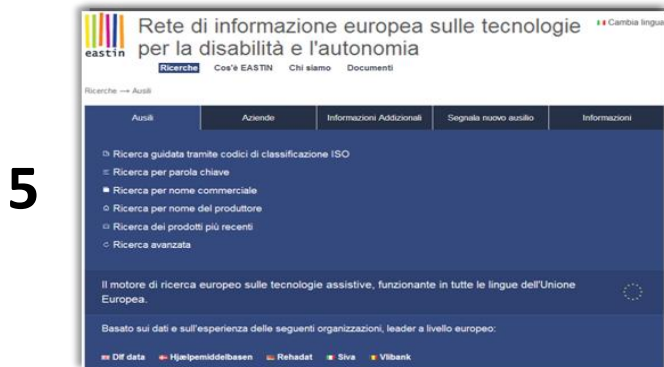 5
Rete di informazione europea sulle tecnologie
per la disabilità e l'autonomia
eastin
Cambia lingua
Ricerche Cos'è EASTIN Chi siamo Documenti
Ricerche → Ausili
Ausili Aziende Informazioni Addizionali Segnala nuovo ausilio Informazioni
Ricerca guidata tramite codici di classificazione ISO
Ricerca per parola chiave
Ricerca per nome commerciale
Ricerca per nome del produttore
Ricerca dei prodotti più recenti
Ricerca avanzata
Il motore di ricerca europeo sulle tecnologie assistive, funzionante in tutte le lingue dell'Unione
Europea.
Basato sui dati e sull'esperienza delle seguenti organizzazioni, leader a livello europeo:
Dlf data Hjælpemiddelbasen Rehadat Siva Vlibank